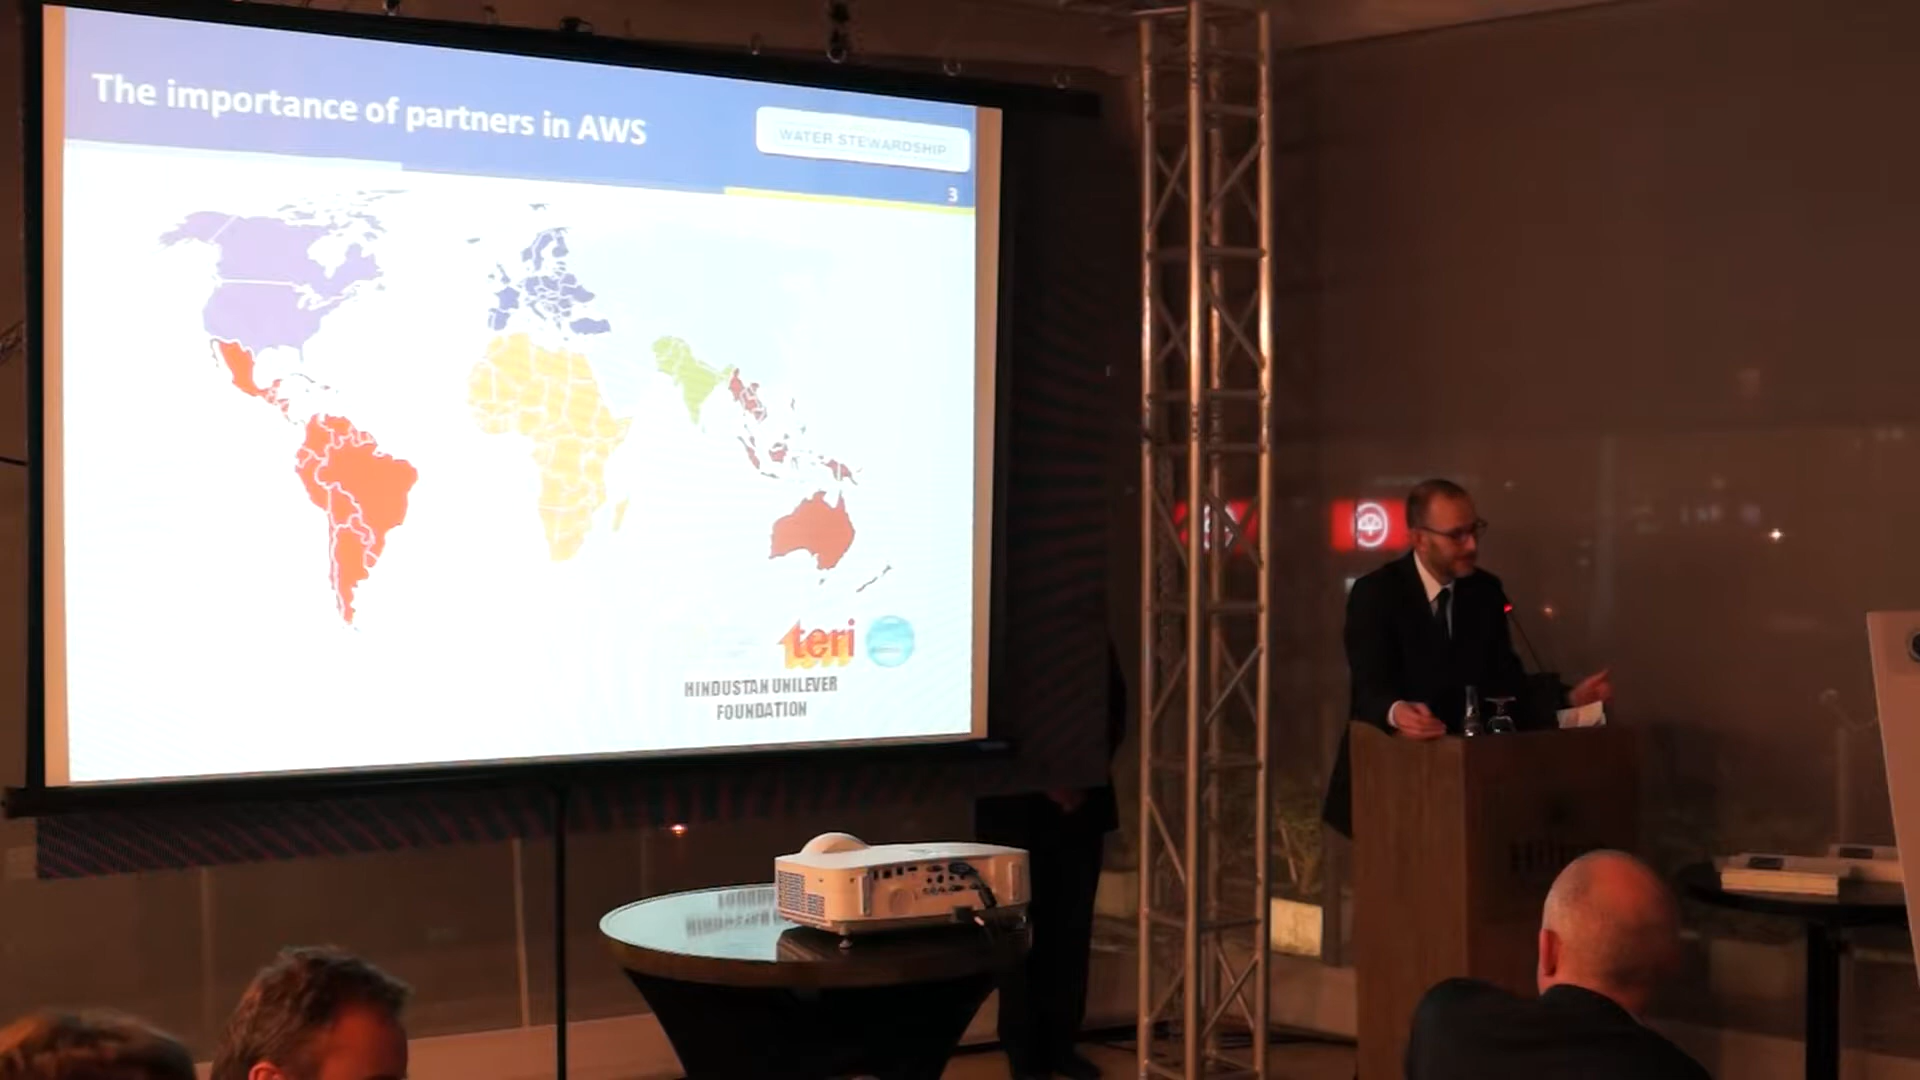 The importance of partners in AWS
WATER STEWARDSHIP
3
teri
HINDUSTAN UNILEVER
FOUNDATION